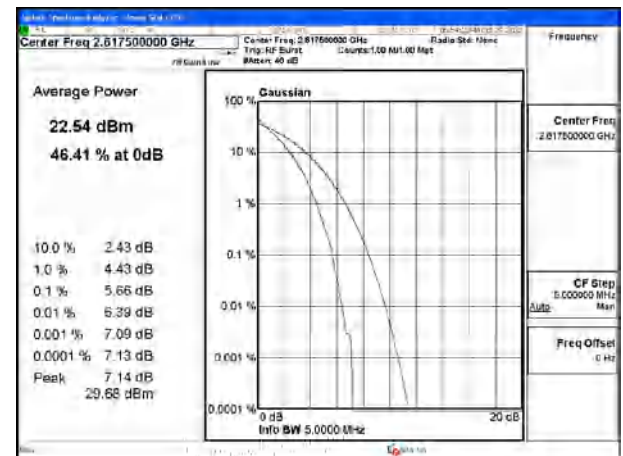 Center Freq 2.617500000 GHz
Center Freq: 2.617500000 GHz
Radio Std: None
Trig: RF Burst
Counts:1.00 M/1.00 Mpt
#Atten: 40 dB
Frequency
Average Power
22.54 dBm
46.41 % at 0dB
10.0 % 2.43 dB
1.0 % 4.43 dB
0.1 % 5.66 dB
0.01 % 6.39 dB
0.001 % 7.09 dB
0.0001 % 7.13 dB
Peak 7.14 dB
29.68 dBm
Gaussian
100 %
10 %
1 %
0.1 %
0.01 %
0.001 %
0.0001 %
0 dB
20 dB
Info BW 5.0000 MHz
Center Freq
2.617500000 GHz
CF Step
5.000000 MHz
Auto Man
Freq Offset
0 Hz